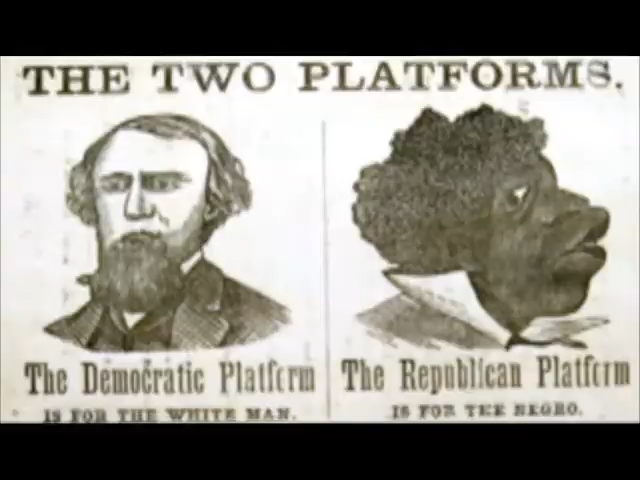 THE TWO PLATFORMS.
The Democratic Platform
IS FOR THE WHITE MAN.
The Republican Platform
IS FOR THE NEGRO.